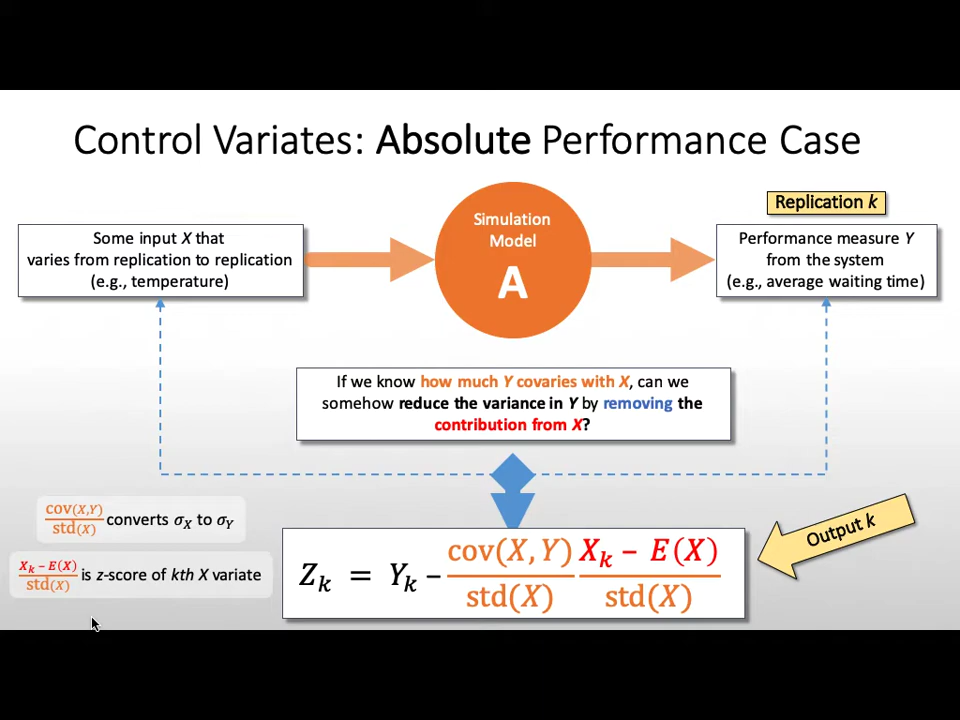 Control Variates: Absolute Performance Case
Replication k
Some input X that
varies from replication to replication
(e.g., temperature)
Simulation
Model
A
Performance measure Y
from the system
(e.g., average waiting time)
If we know how much Y covaries with X, can we
somehow reduce the variance in Y by removing the
contribution from X?
cov(X,Y)/std(X) converts σ_X to σ_Y
X_k – E(X)/std(X) is z-score of kth X variate
Z_k = Y_k – cov(X,Y)/std(X) X_k – E(X)/std(X)
Output k